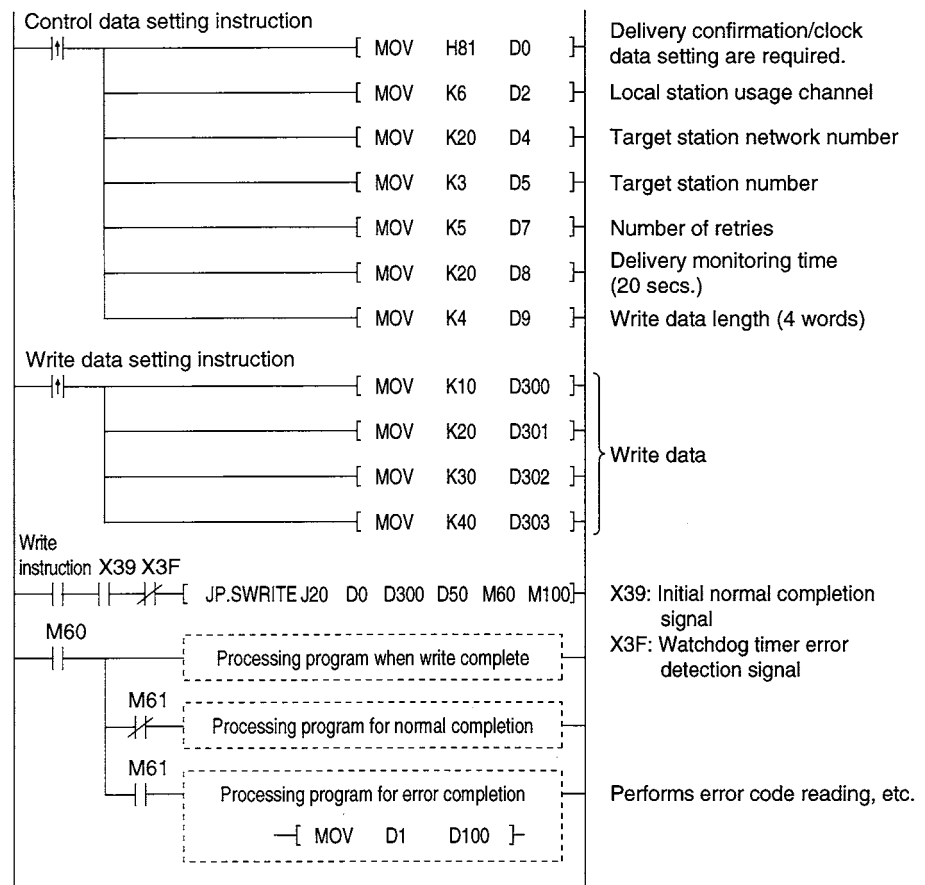 Control data setting instruction
MOV H81 D0
Delivery confirmation/clock
data setting are required.
MOV K6 D2
Local station usage channel
MOV K20 D4
Target station network number
MOV K3 D5
Target station number
MOV K5 D7
Number of retries
MOV K20 D8
Delivery monitoring time
(20 secs.)
MOV K4 D9
Write data length (4 words)
Write data setting instruction
MOV K10 D300
MOV K20 D301
MOV K30 D302
MOV K40 D303
Write data
Write
instruction X39 X3F
JP.SWRITE J20 D0 D300 D50 M60 M100
X39: Initial normal completion
signal
X3F: Watchdog timer error
detection signal
M60
Processing program when write complete
M61
Processing program for normal completion
M61
Processing program for error completion
Performs error code reading, etc.
MOV D1 D100